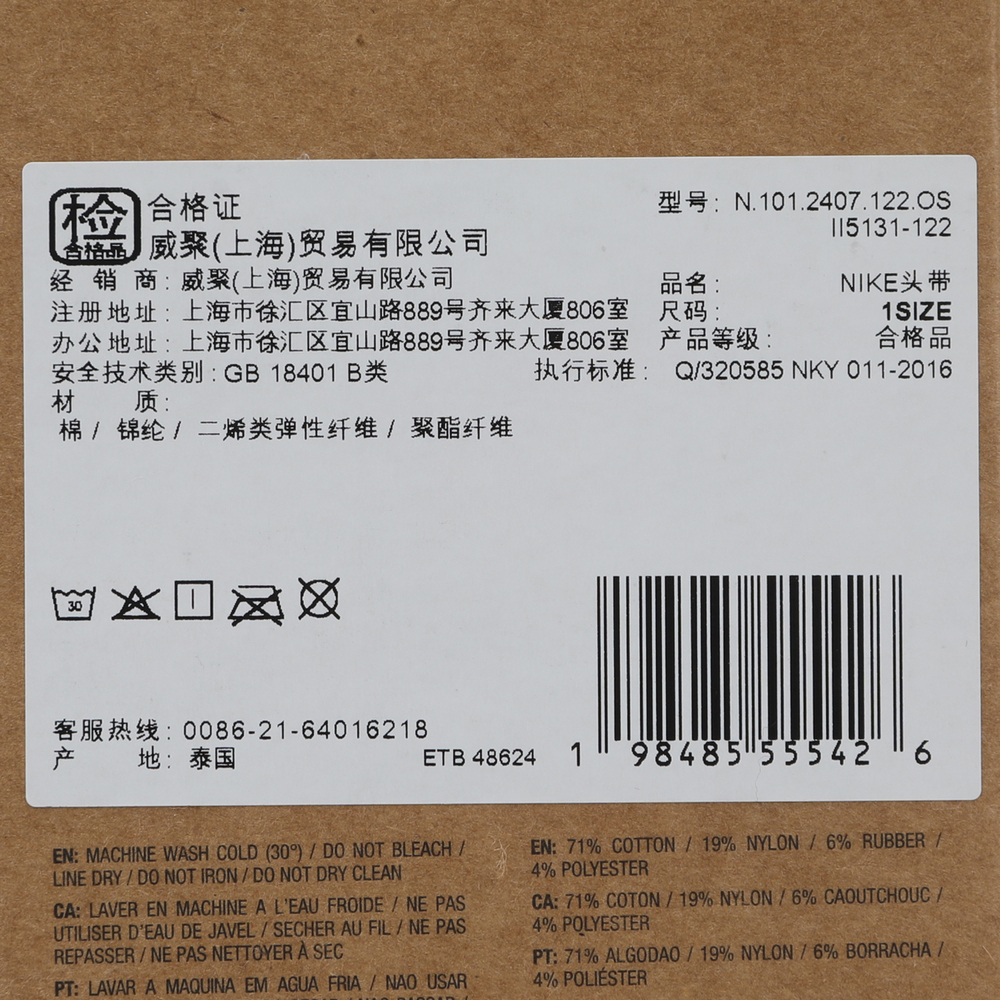 检
合格品
合格证
威聚(上海)贸易有限公司
型号: N.101.2407.122.OS
II5131-122
经 销 商: 威聚(上海)贸易有限公司
品名: NIKE头带
注册地址: 上海市徐汇区宜山路889号齐来大厦806室
尺码: 1SIZE
办公地址: 上海市徐汇区宜山路889号齐来大厦806室
产品等级: 合格品
安全技术类别: GB 18401 B类
执行标准: Q/320585 NKY 011-2016
材 质:
棉 / 锦纶 / 二烯类弹性纤维 / 聚酯纤维
30
客服热线: 0086-21-64016218
产 地: 泰国
ETB 48624
1 98485 55542 6
EN: MACHINE WASH COLD (30°) / DO NOT BLEACH /
LINE DRY / DO NOT IRON / DO NOT DRY CLEAN
CA: LAVER EN MACHINE A L'EAU FROIDE / NE PAS
UTILISER D'EAU DE JAVEL / SECHER AU FIL / NE PAS
REPASSER / NE PAS NETTOYER À SEC
PT: LAVAR A MAQUINA EM AGUA FRIA / NAO USAR
EN: 71% COTTON / 19% NYLON / 6% RUBBER /
4% POLYESTER
CA: 71% COTON / 19% NYLON / 6% CAOUTCHOUC /
4% POLYESTER
PT: 71% ALGODAO / 19% NYLON / 6% BORRACHA /
4% POLIÉSTER